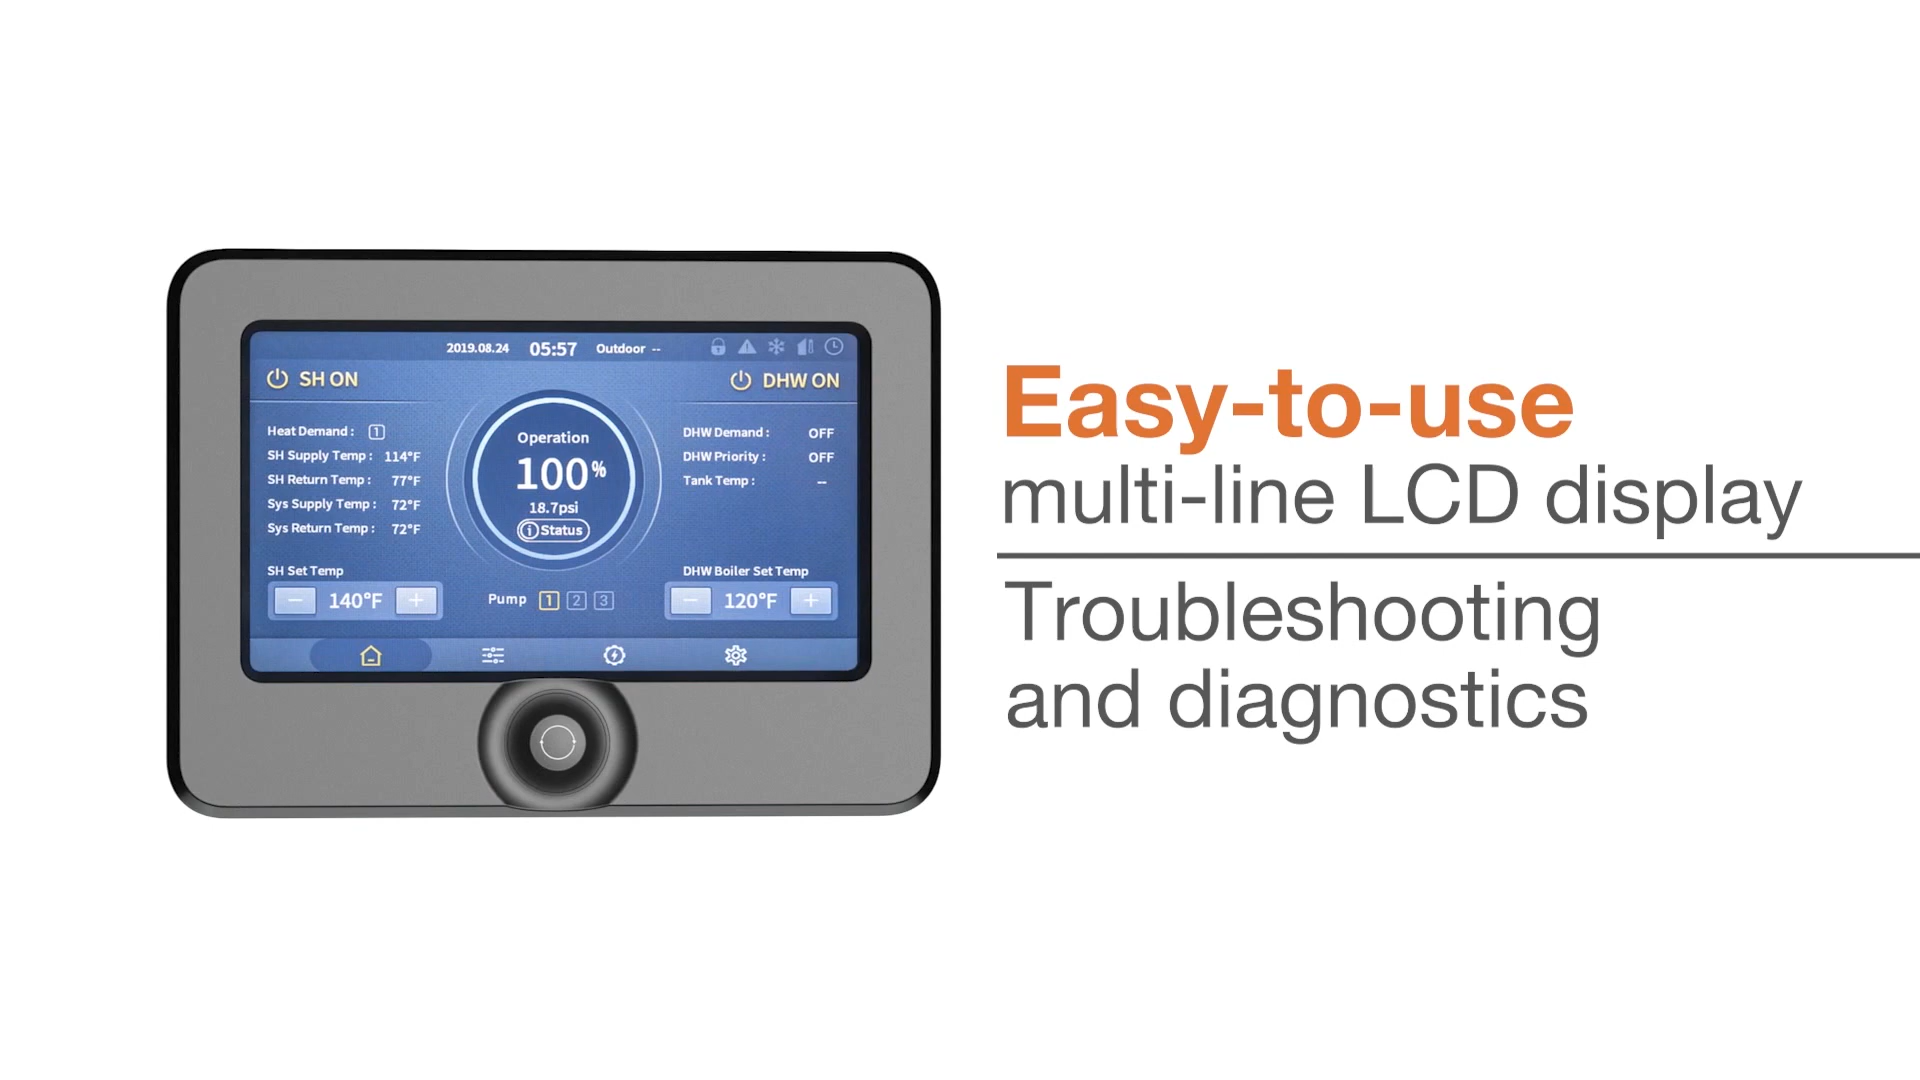 2019.08.24 05:57 Outdoor --
SH ON
DHW ON
Heat Demand : 1
SH Supply Temp : 114°F
SH Return Temp : 77°F
Sys Supply Temp : 72°F
Sys Return Temp : 72°F
Operation
100%
18.7psi
i Status
DHW Demand : OFF
DHW Priority : OFF
Tank Temp : --
SH Set Temp
− 140°F +
Pump 1 2 3
DHW Boiler Set Temp
− 120°F +
Easy-to-use
multi-line LCD display
Troubleshooting
and diagnostics